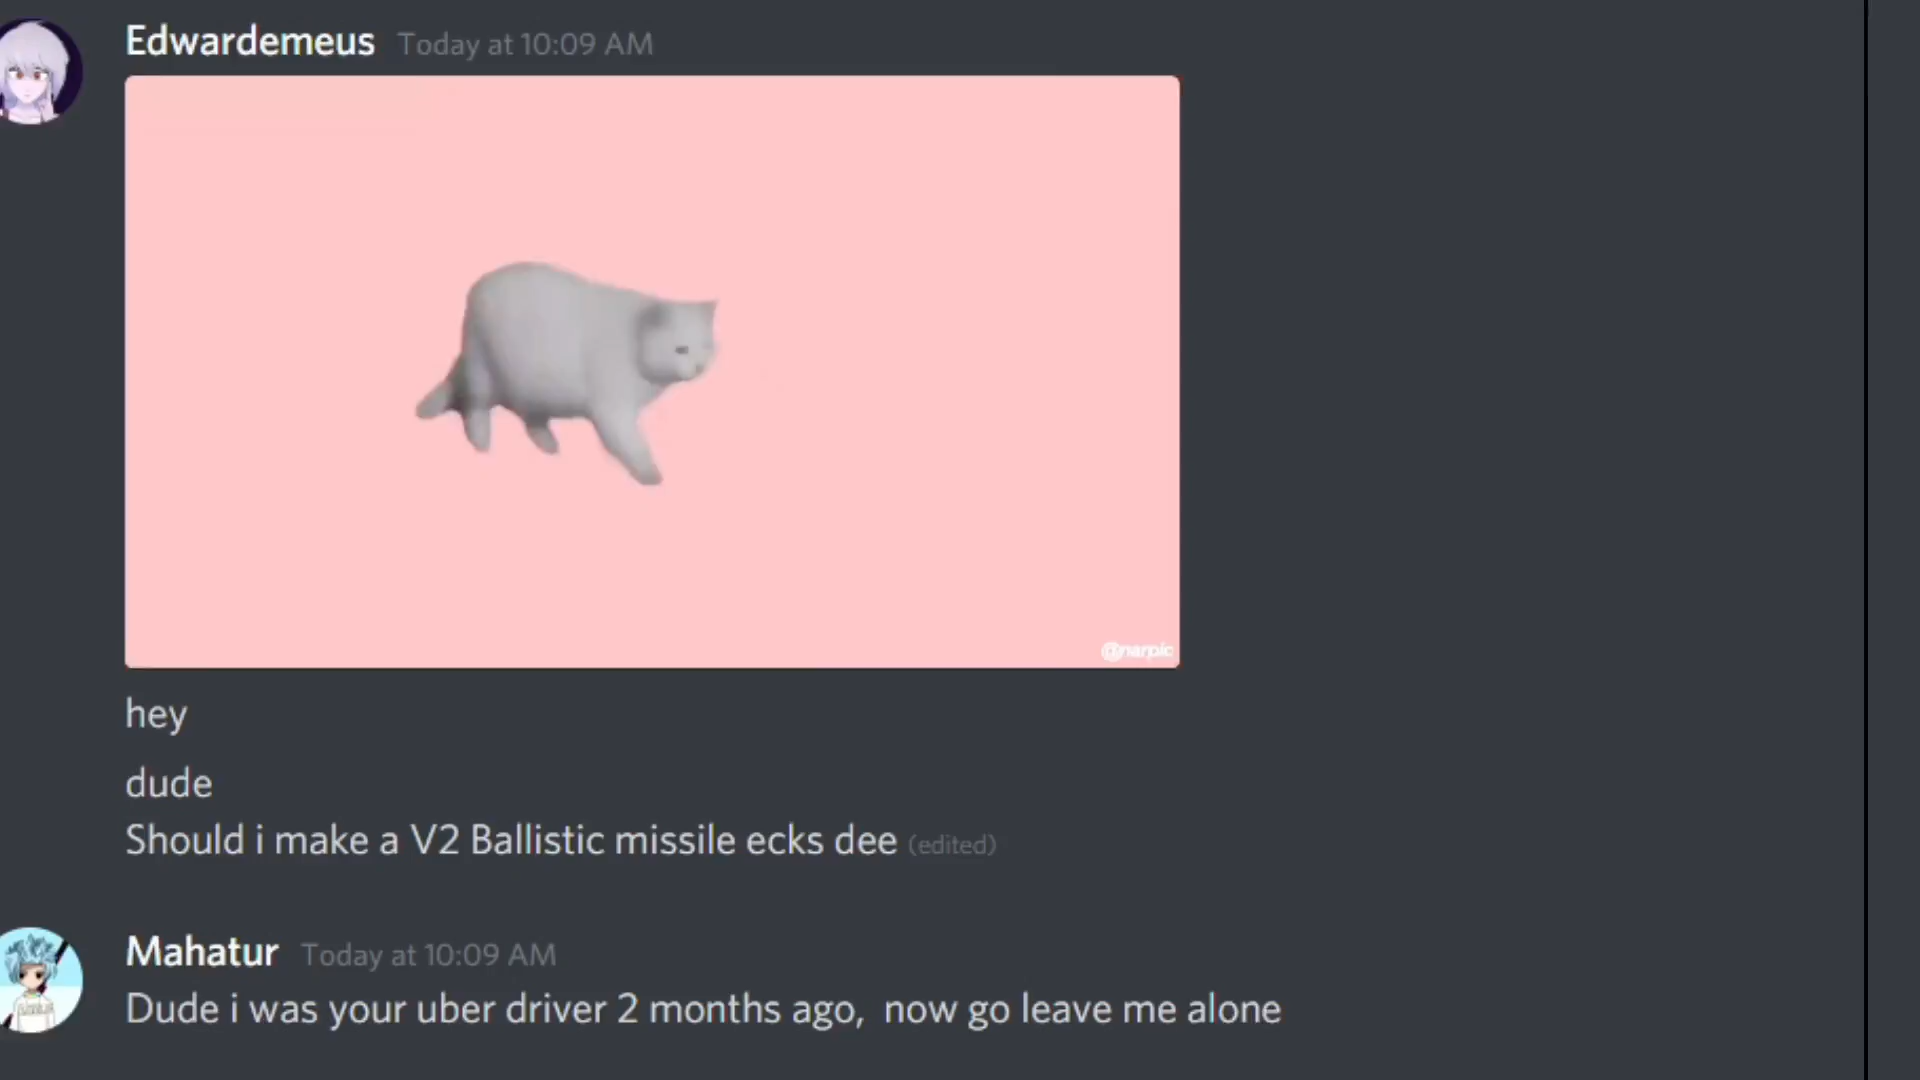 Edwardemeus Today at 10:09 AM
@narpic
hey
dude
Should i make a V2 Ballistic missile ecks dee (edited)
Mahatur Today at 10:09 AM
Dude i was your uber driver 2 months ago, now go leave me alone